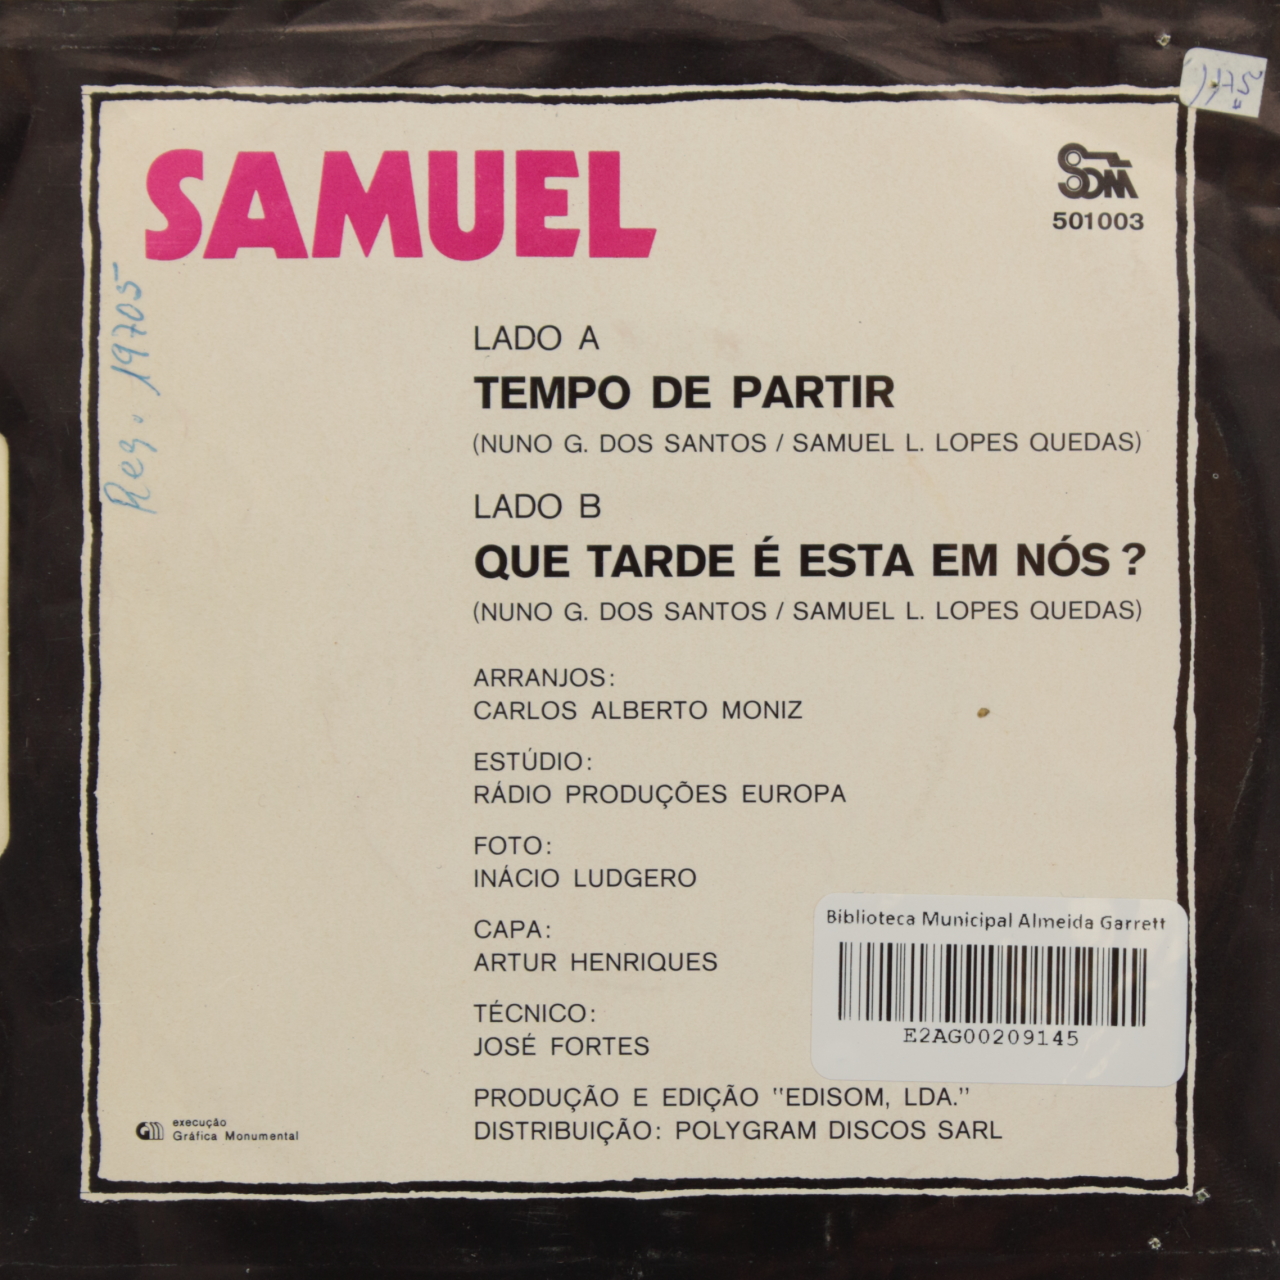 SAMUEL
SDM
501003
Reg. 19705
LADO A
TEMPO DE PARTIR
(NUNO G. DOS SANTOS / SAMUEL L. LOPES QUEDAS)
LADO B
QUE TARDE É ESTA EM NÓS ?
(NUNO G. DOS SANTOS / SAMUEL L. LOPES QUEDAS)
ARRANJOS:
CARLOS ALBERTO MONIZ
ESTÚDIO:
RÁDIO PRODUÇÕES EUROPA
FOTO:
INÁCIO LUDGERO
CAPA:
ARTUR HENRIQUES
TÉCNICO:
JOSÉ FORTES
PRODUÇÃO E EDIÇÃO "EDISOM, LDA."
DISTRIBUIÇÃO: POLYGRAM DISCOS SARL
Biblioteca Municipal Almeida Garrett
E2AG00209145
execução
Gráfica Monumental